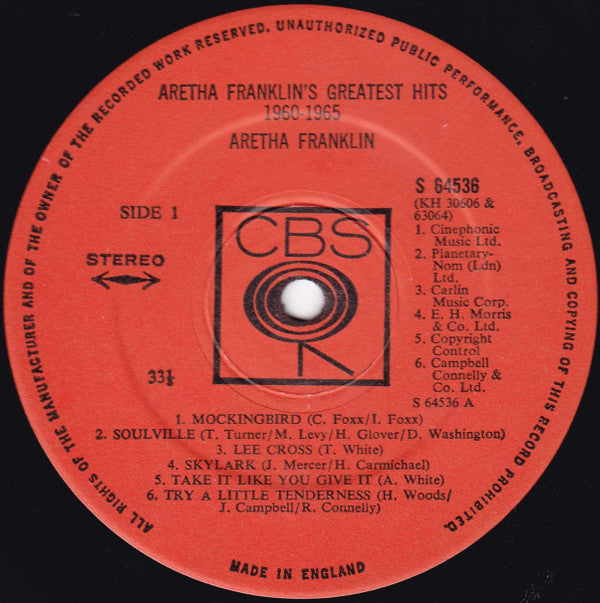 ALL RIGHTS OF THE MANUFACTURER AND OF THE OWNER OF THE RECORDED WORK RESERVED. UNAUTHORIZED PUBLIC PERFORMANCE, BROADCASTING AND COPYING OF THIS RECORD PROHIBITED.
ARETHA FRANKLIN'S GREATEST HITS
1960-1965
ARETHA FRANKLIN
SIDE 1
STEREO
33⅓
CBS
S 64536
(KH 30606 &
63064)
1. Cinephonic
Music Ltd.
2. Planetary-
Nom (Ldn)
Ltd.
3. Carlin
Music Corp.
4. E. H. Morris
& Co. Ltd.
5. Copyright
Control
6. Campbell
Connelly &
Co. Ltd.
S 64536 A
1. MOCKINGBIRD (C. Foxx/I. Foxx)
2. SOULVILLE (T. Turner/M. Levy/H. Glover/D. Washington)
3. LEE CROSS (T. White)
4. SKYLARK (J. Mercer/H. Carmichael)
5. TAKE IT LIKE YOU GIVE IT (A. White)
6. TRY A LITTLE TENDERNESS (H. Woods/
J. Campbell/R. Connelly)
MADE IN ENGLAND